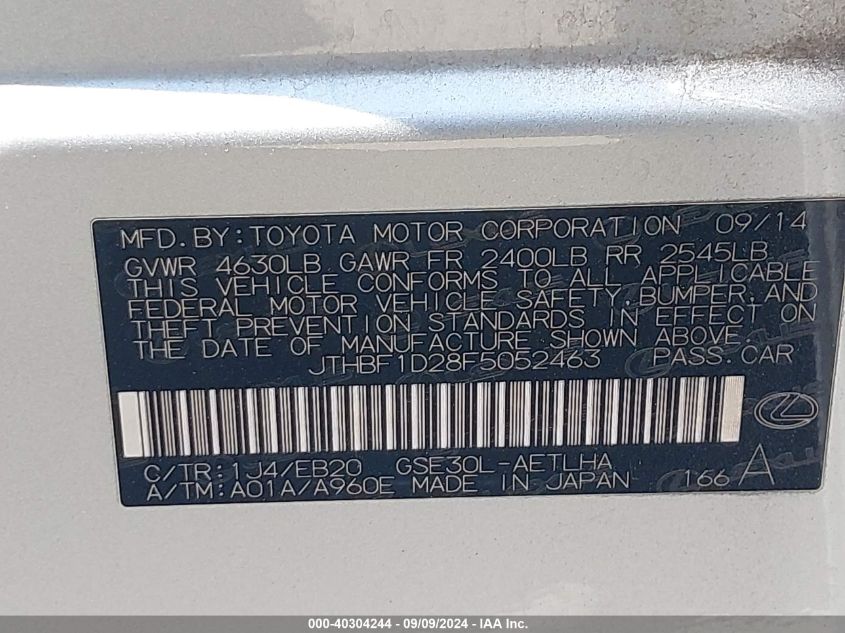 MFD.BY:TOYOTA MOTOR CORPORATION 09/14
GVWR 4630LB GAWR FR 2400LB RR 2545LB
THIS VEHICLE CONFORMS TO ALL APPLICABLE
FEDERAL MOTOR VEHICLE SAFETY,BUMPER,AND
THEFT PREVENTION STANDARDS IN EFFECT ON
THE DATE OF MANUFACTURE SHOWN ABOVE.
JTHBF1D28F5052463 PASS.CAR
C/TR:1J4/EB20 GSE30L-AETLHA
A/TM:A01A/A960E MADE IN JAPAN 166 A
000-40304244 - 09/09/2024 - IAA Inc.